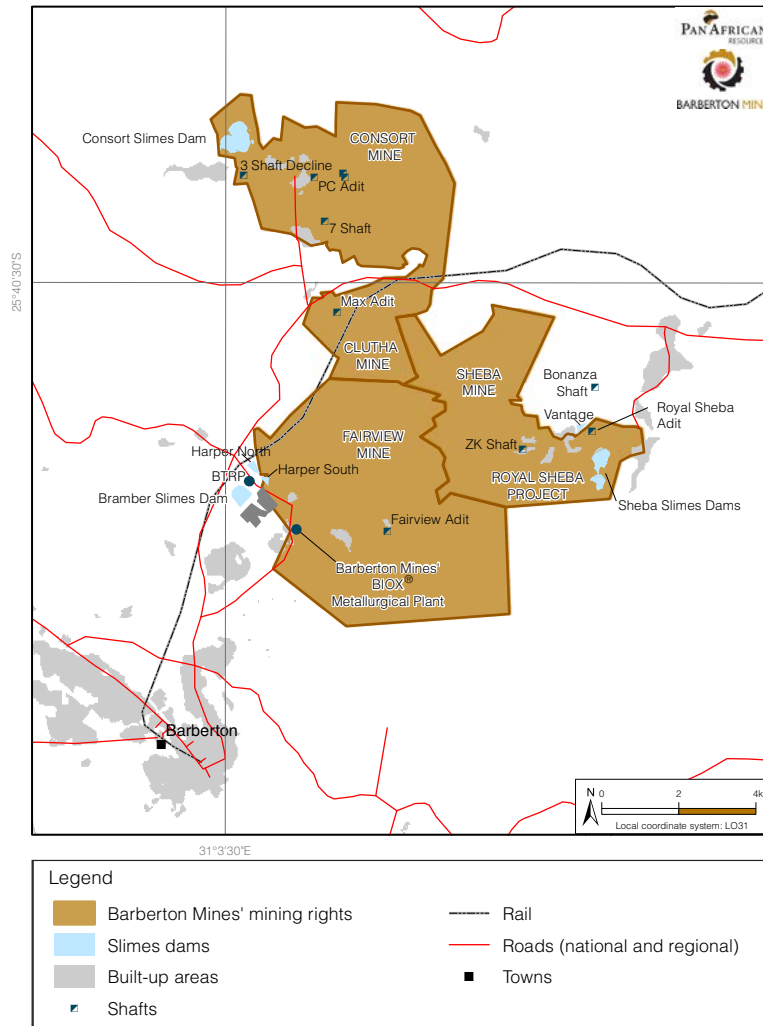 PAN AFRICAN
RESOURCES
BARBERTON MIN
Consort Slimes Dam
CONSORT
MINE
3 Shaft Decline
PC Adit
7 Shaft
25°40'30"S
Max Adit
CLUTHA
MINE
SHEBA
MINE
Bonanza
Shaft
Vantage
Royal Sheba
Adit
FAIRVIEW
MINE
ZK Shaft
Harper North
Harper South
BTRP
ROYAL SHEBA
PROJECT
Bramber Slimes Dam
Sheba Slimes Dams
Fairview Adit
Barberton Mines'
BIOX®
Metallurgical Plant
Barberton
N
0 2 4k
Local coordinate system: LO31
31°3'30"E
Legend
Barberton Mines' mining rights
Slimes dams
Built-up areas
Shafts
Rail
Roads (national and regional)
Towns